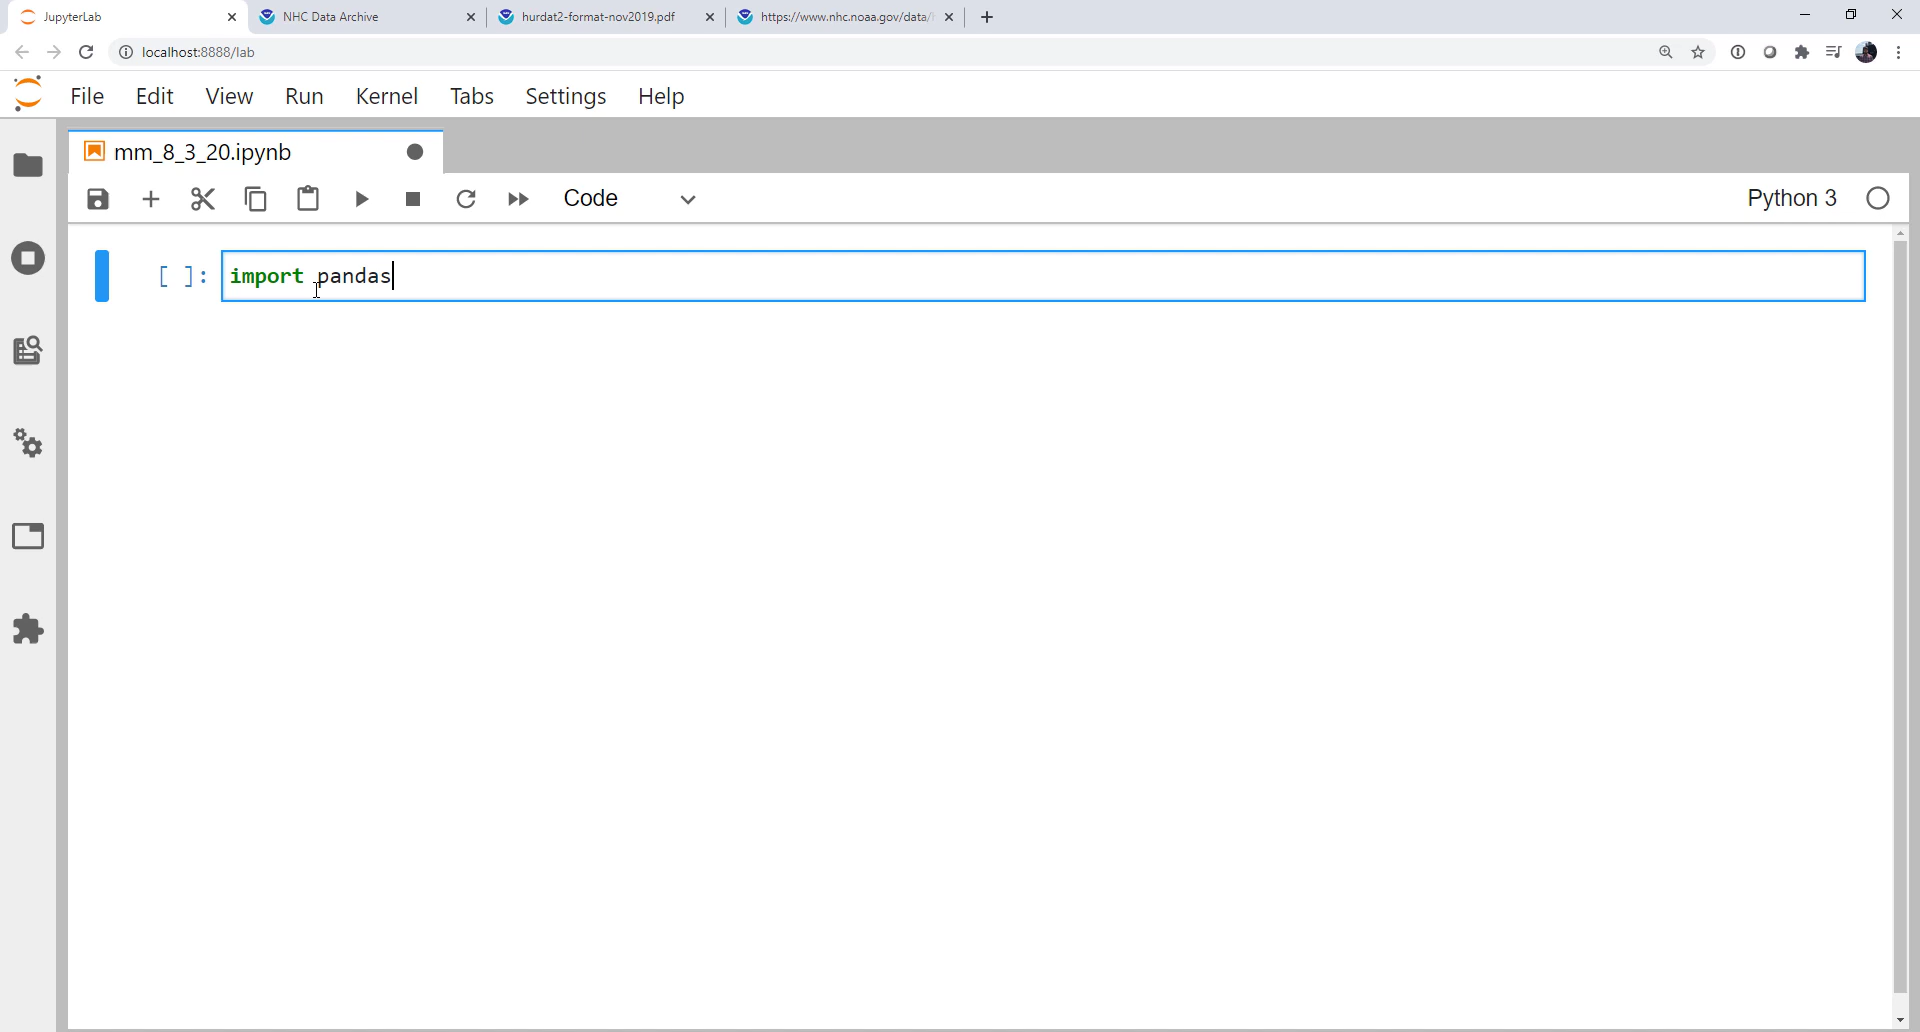 JupyterLab NHC Data Archive hurdat2-format-nov2019.pdf https://www.nhc.noaa.gov/data/
localhost:8888/lab
File Edit View Run Kernel Tabs Settings Help
mm_8_3_20.ipynb
Code Python 3
[ ]: import pandas